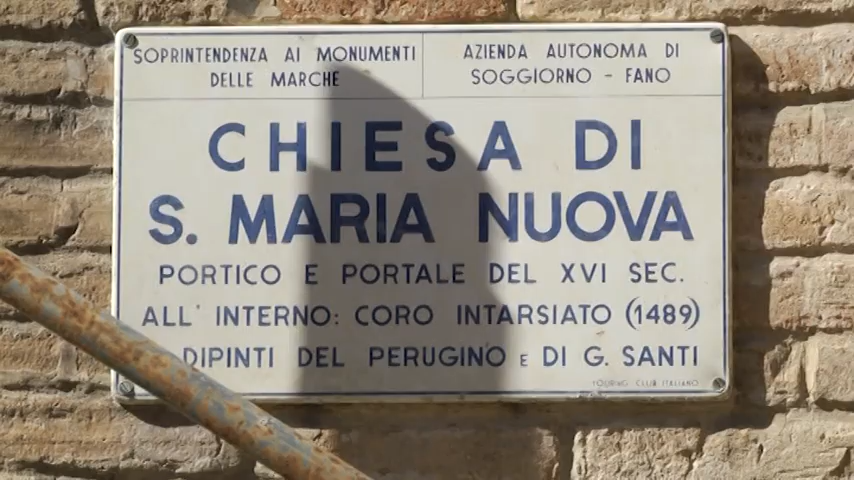 SOPRINTENDENZA AI MONUMENTI
DELLE MARCHE
AZIENDA AUTONOMA DI
SOGGIORNO - FANO
CHIESA DI
S. MARIA NUOVA
PORTICO E PORTALE DEL XVI SEC.
ALL' INTERNO: CORO INTARSIATO (1489)
DIPINTI DEL PERUGINO E DI G. SANTI
TOURING CLUB ITALIANO